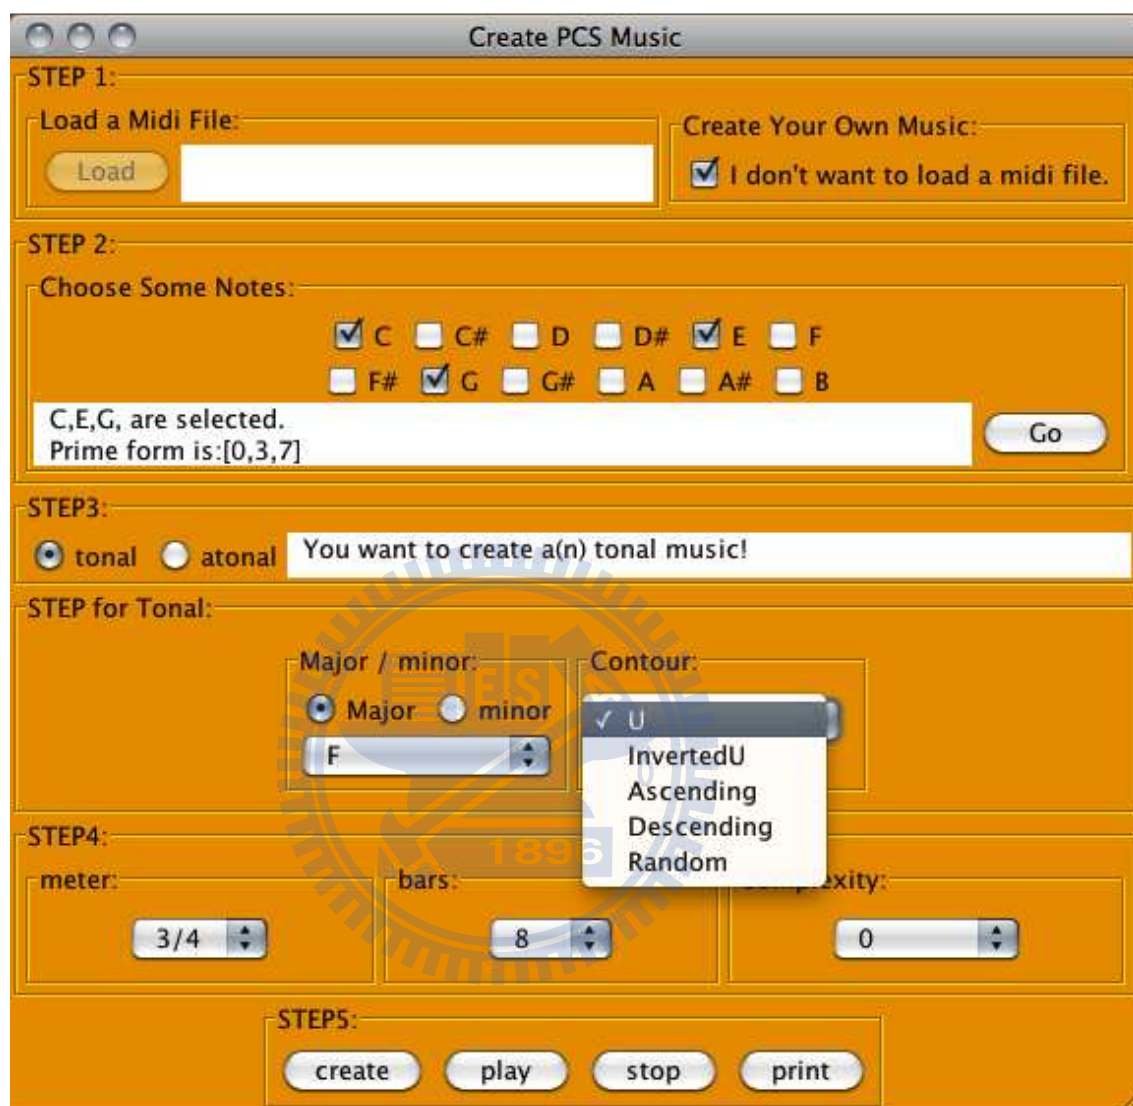 Create PCS Music
STEP 1:
Load a Midi File:
Create Your Own Music:
Load
I don't want to load a midi file.
STEP 2:
Choose Some Notes:
C C# D D# E F
F# G G# A A# B
C,E,G, are selected.
Prime form is:[0,3,7]
Go
STEP3:
tonal atonal
You want to create a(n) tonal music!
STEP for Tonal:
Major / minor:
Contour:
Major minor
F
U
InvertedU
Ascending
Descending
Random
ES
1896
STEP4:
meter:
bars:
3/4
8
0
STEP5:
create play stop print